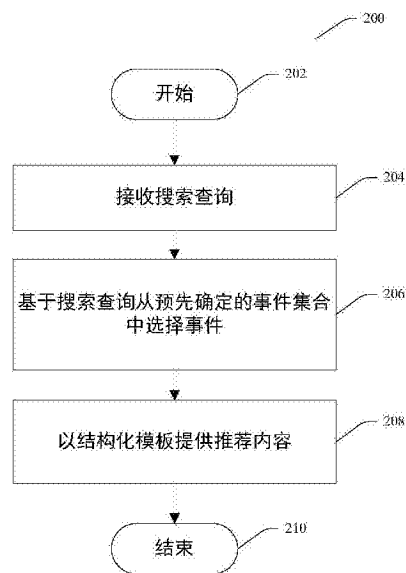 200
开始
202
接收搜索查询
204
基于搜索查询从预先确定的事件集合
中选择事件
206
以结构化模板提供推荐内容
208
结束
210